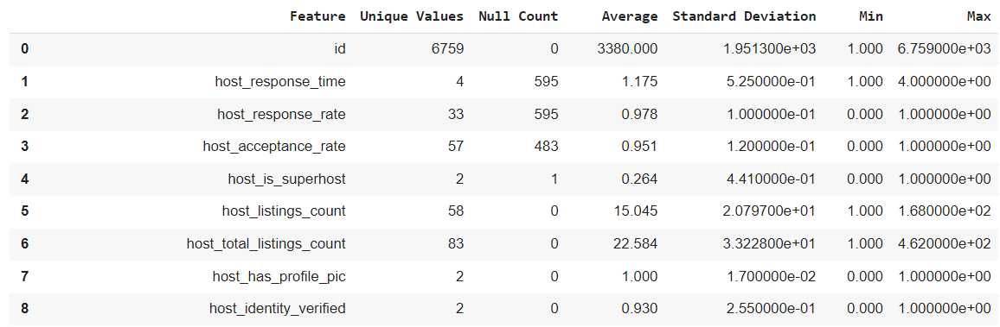 Feature Unique Values Null Count Average Standard Deviation Min Max
0 id 6759 0 3380.000 1.951300e+03 1.000 6.759000e+03
1 host_response_time 4 595 1.175 5.250000e-01 1.000 4.000000e+00
2 host_response_rate 33 595 0.978 1.000000e-01 0.000 1.000000e+00
3 host_acceptance_rate 57 483 0.951 1.200000e-01 0.000 1.000000e+00
4 host_is_superhost 2 1 0.264 4.410000e-01 0.000 1.000000e+00
5 host_listings_count 58 0 15.045 2.079700e+01 1.000 1.680000e+02
6 host_total_listings_count 83 0 22.584 3.322800e+01 1.000 4.620000e+02
7 host_has_profile_pic 2 0 1.000 1.700000e-02 0.000 1.000000e+00
8 host_identity_verified 2 0 0.930 2.550000e-01 0.000 1.000000e+00